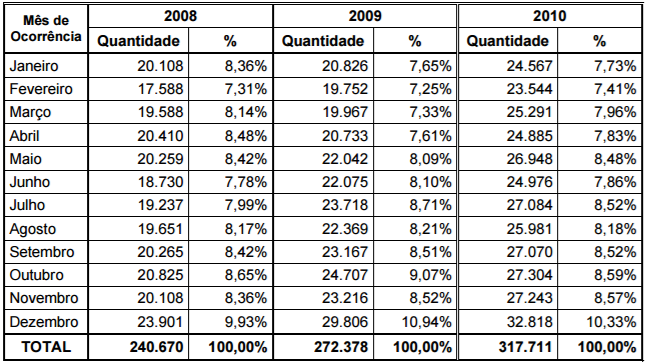 Mês de Ocorrência 2008 2009 2010
Quantidade % Quantidade % Quantidade %
Janeiro 20.108 8,36% 20.826 7,65% 24.567 7,73%
Fevereiro 17.588 7,31% 19.752 7,25% 23.544 7,41%
Março 19.588 8,14% 19.967 7,33% 25.291 7,96%
Abril 20.410 8,48% 20.733 7,61% 24.885 7,83%
Maio 20.259 8,42% 22.042 8,09% 26.948 8,48%
Junho 18.730 7,78% 22.075 8,10% 24.976 7,86%
Julho 19.237 7,99% 23.718 8,71% 27.084 8,52%
Agosto 19.651 8,17% 22.369 8,21% 25.981 8,18%
Setembro 20.265 8,42% 23.167 8,51% 27.070 8,52%
Outubro 20.825 8,65% 24.707 9,07% 27.304 8,59%
Novembro 20.108 8,36% 23.216 8,52% 27.243 8,57%
Dezembro 23.901 9,93% 29.806 10,94% 32.818 10,33%
TOTAL 240.670 100,00% 272.378 100,00% 317.711 100,00%